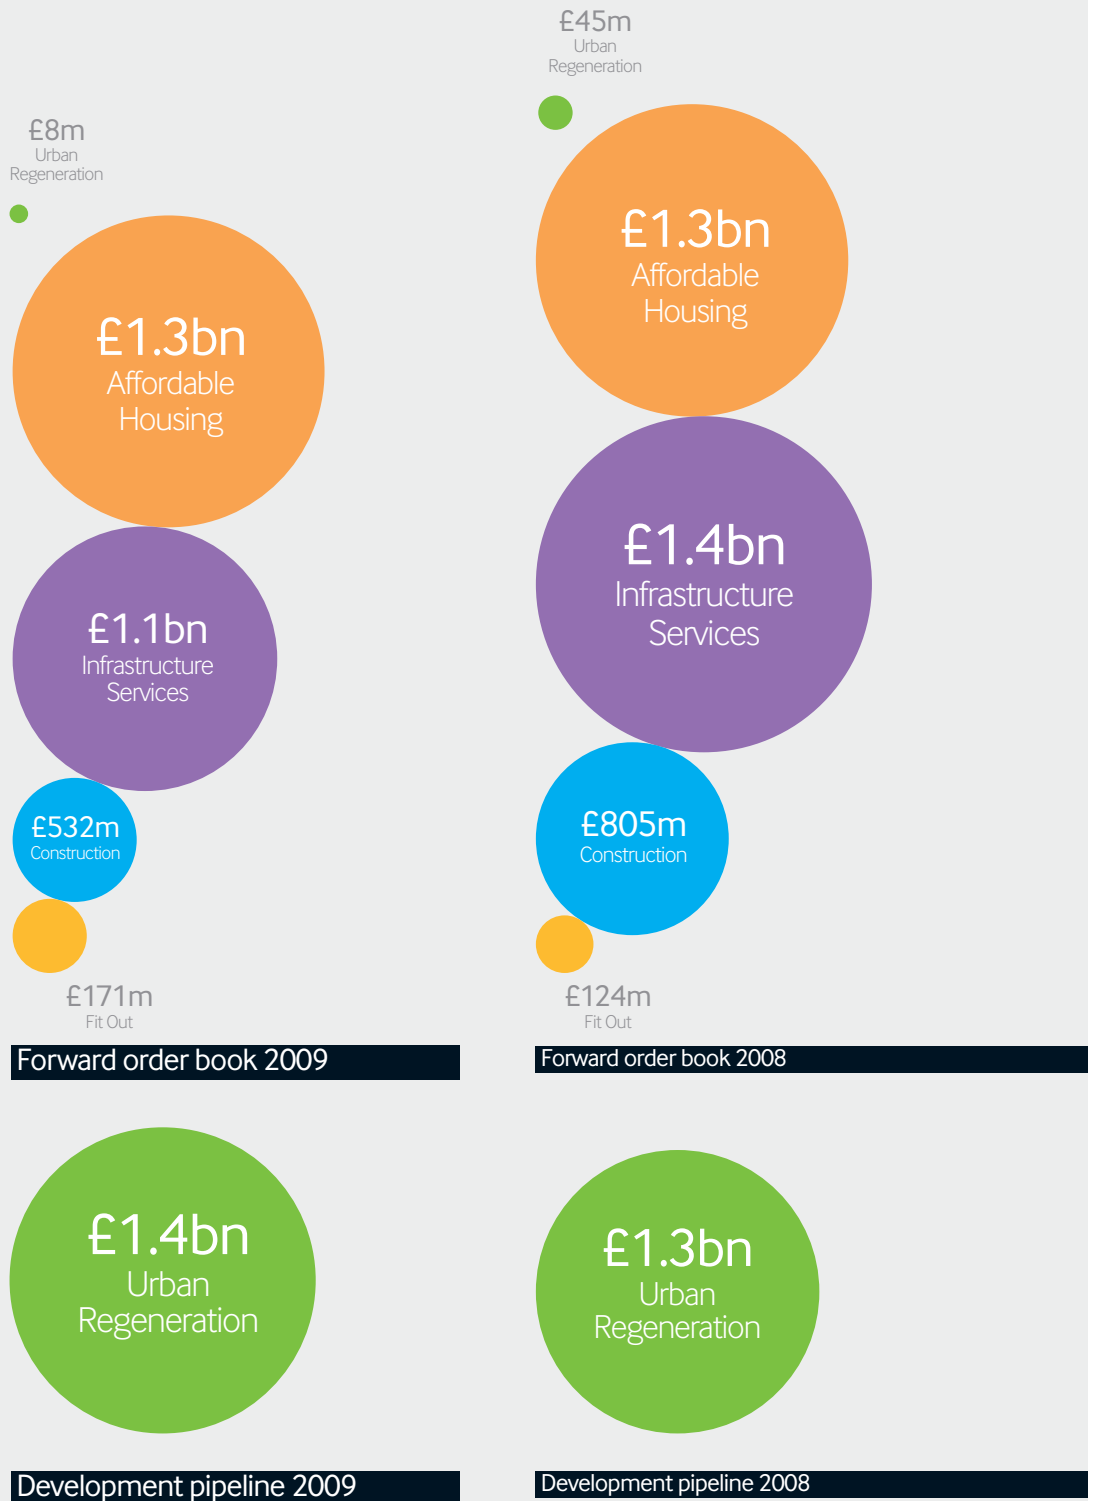 £8m
Urban
Regeneration
£1.3bn
Affordable
Housing
£1.1bn
Infrastructure
Services
£532m
Construction
£171m
Fit Out
Forward order book 2009
£45m
Urban
Regeneration
£1.3bn
Affordable
Housing
£1.4bn
Infrastructure
Services
£805m
Construction
£124m
Fit Out
Forward order book 2008
£1.4bn
Urban
Regeneration
Development pipeline 2009
£1.3bn
Urban
Regeneration
Development pipeline 2008